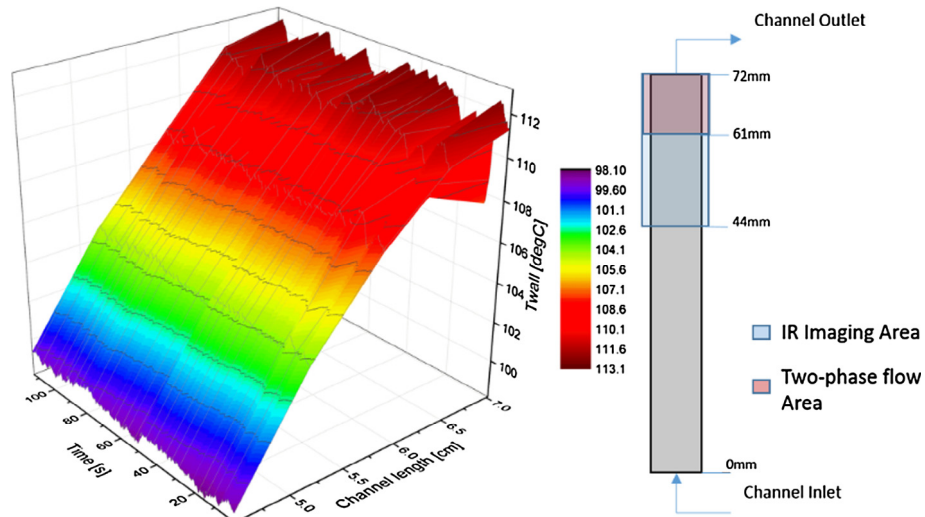 112
110
108
106
104
102
100
Twall [degC]
100
80
60
40
20
Time [s]
5.0
5.5
6.0
6.5
7.0
Channel length [cm]
98.10
99.60
101.1
102.6
104.1
105.6
107.1
108.6
110.1
111.6
113.1
Channel Outlet
72mm
61mm
44mm
IR Imaging Area
Two-phase flow
Area
0mm
Channel Inlet